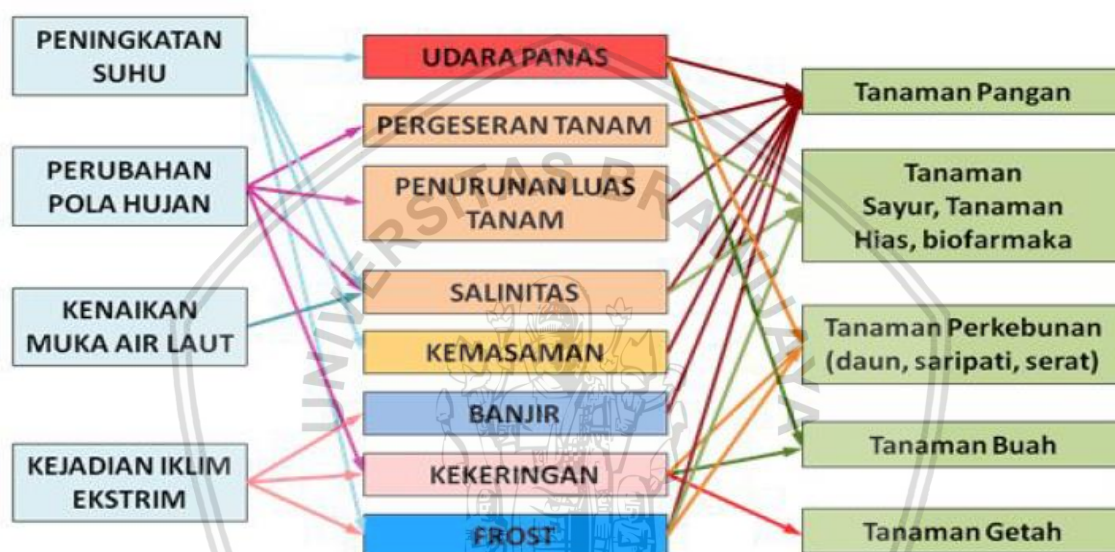 PENINGKATAN
SUHU
PERUBAHAN
POLA HUJAN
KENAIKAN
MUKA AIR LAUT
KEJADIAN IKLIM
EKSTRIM
UDARA PANAS
PERGESERAN TANAM
PENURUNAN LUAS
TANAM
SALINITAS
KEMASAMAN
BANJIR
KEKERINGAN
FROST
Tanaman Pangan
Tanaman
Sayur, Tanaman
Hias, biofarmaka
Tanaman Perkebunan
(daun, saripati, serat)
Tanaman Buah
Tanaman Getah
UNIVERSITAS BRAWIJAYA